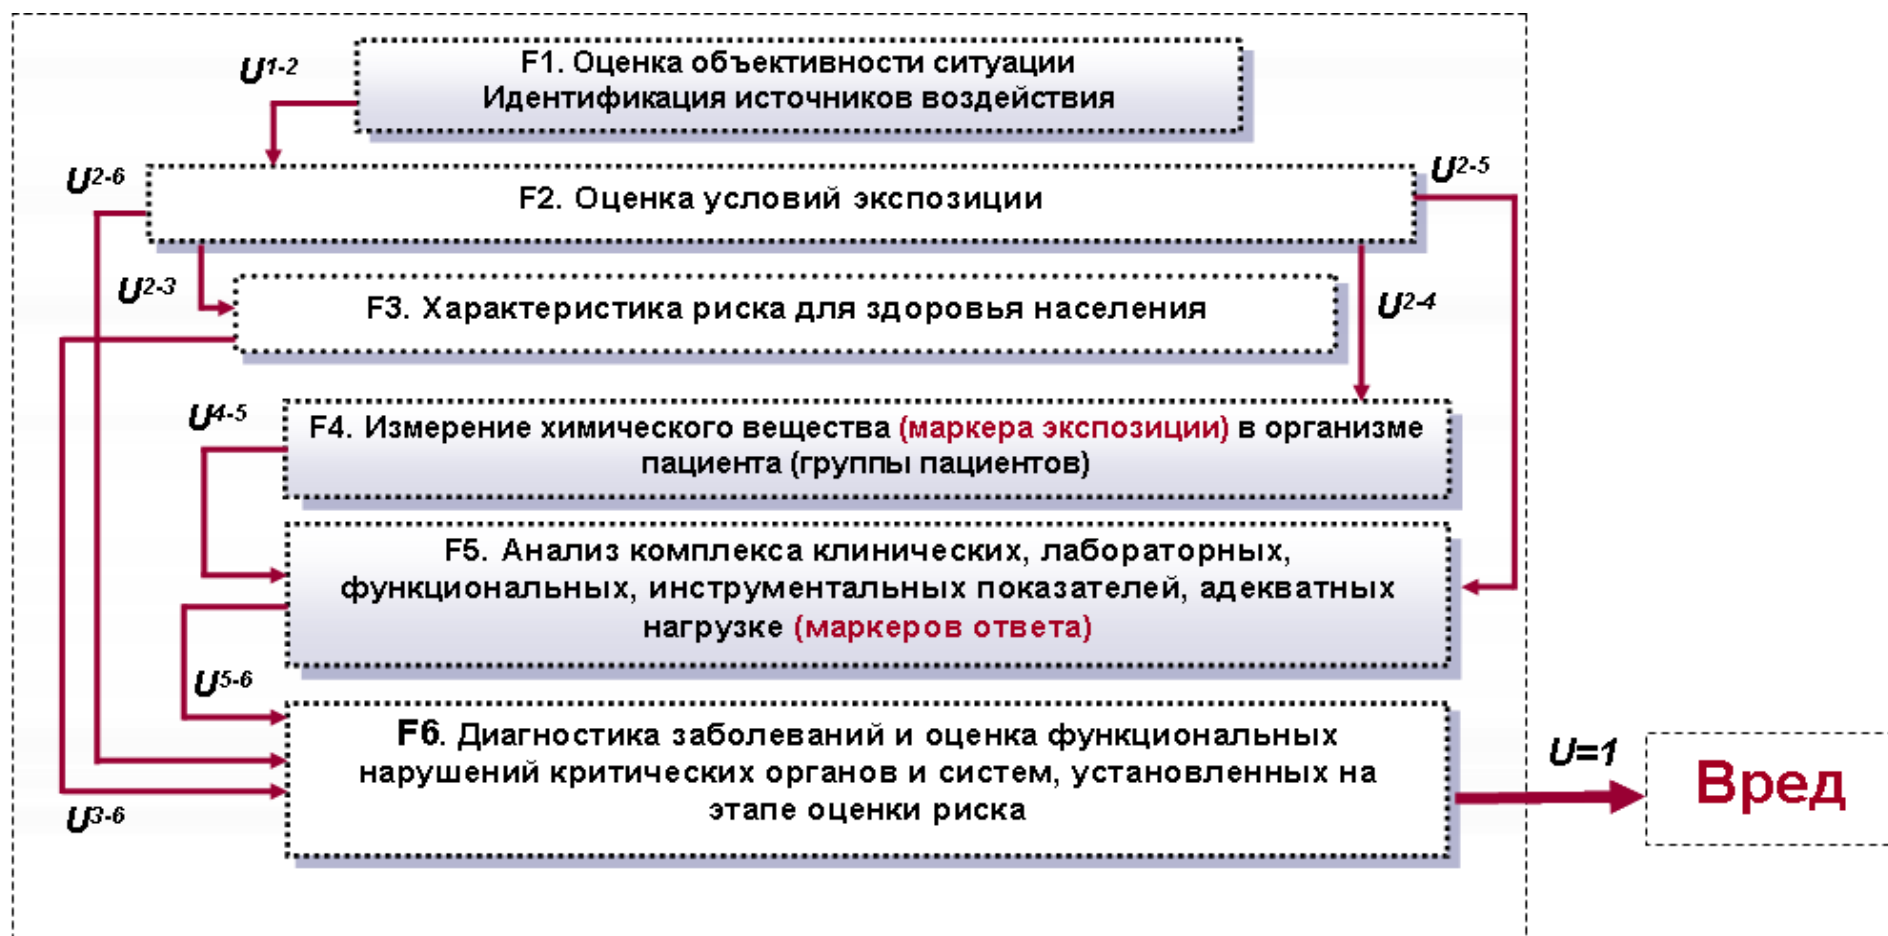 U1-2
F1. Оценка объективности ситуации
Идентификация источников воздействия
U2-6
F2. Оценка условий экспозиции
U2-5
U2-3
F3. Характеристика риска для здоровья населения
U2-4
U4-5
F4. Измерение химического вещества (маркера экспозиции) в организме
пациента (группы пациентов)
F5. Анализ комплекса клинических, лабораторных,
функциональных, инструментальных показателей, адекватных
нагрузке (маркеров ответа)
U5-6
F6. Диагностика заболеваний и оценка функциональных
нарушений критических органов и систем, установленных на
этапе оценки риска
U3-6
U=1
Вред